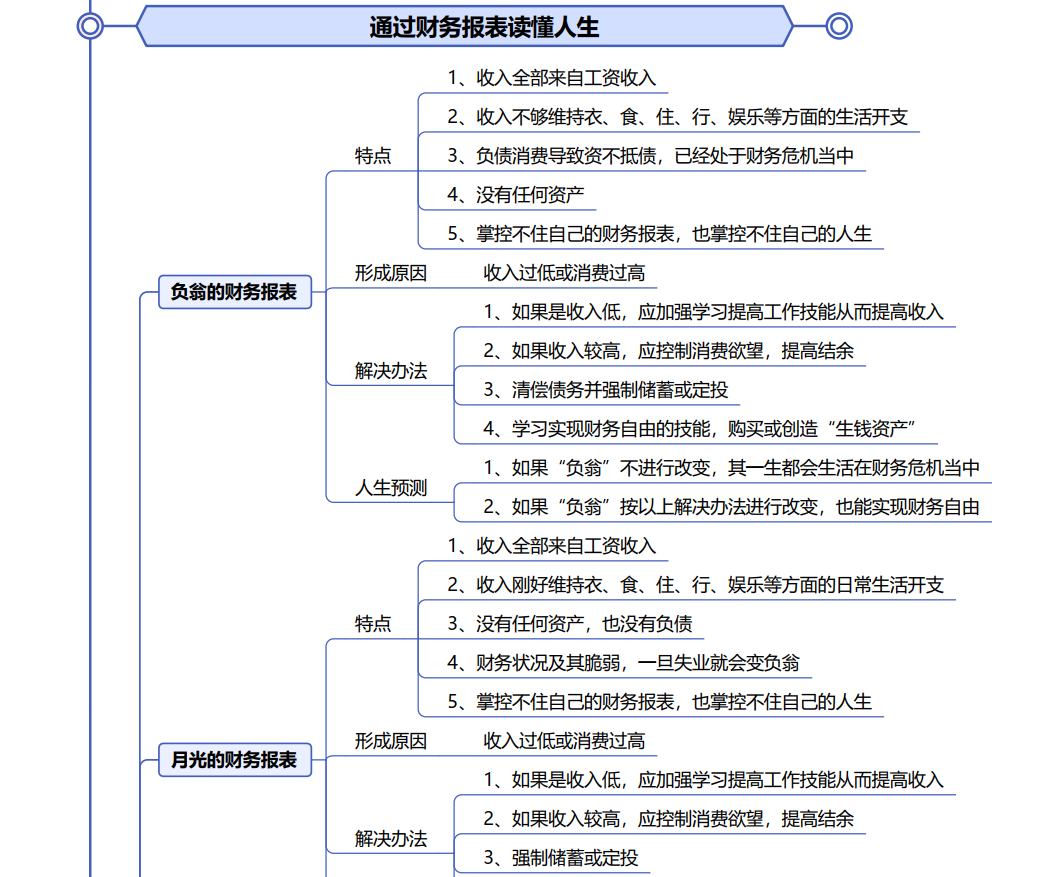 通过财务报表读懂人生
负翁的财务报表
特点
1、收入全部来自工资收入
2、收入不够维持衣、食、住、行、娱乐等方面的生活开支
3、负债消费导致资不抵债，已经处于财务危机当中
4、没有任何资产
5、掌控不住自己的财务报表，也掌控不住自己的人生
形成原因
收入过低或消费过高
解决办法
1、如果是收入低，应加强学习提高工作技能从而提高收入
2、如果收入较高，应控制消费欲望，提高结余
3、清偿债务并强制储蓄或定投
4、学习实现财务自由的技能，购买或创造“生钱资产”
人生预测
1、如果“负翁”不进行改变，其一生都会生活在财务危机当中
2、如果“负翁”按以上解决办法进行改变，也能实现财务自由
月光的财务报表
特点
1、收入全部来自工资收入
2、收入刚好维持衣、食、住、行、娱乐等方面的日常生活开支
3、没有任何资产，也没有负债
4、财务状况及其脆弱，一旦失业就会变负翁
5、掌控不住自己的财务报表，也掌控不住自己的人生
形成原因
收入过低或消费过高
解决办法
1、如果是收入低，应加强学习提高工作技能从而提高收入
2、如果收入较高，应控制消费欲望，提高结余
3、强制储蓄或定投